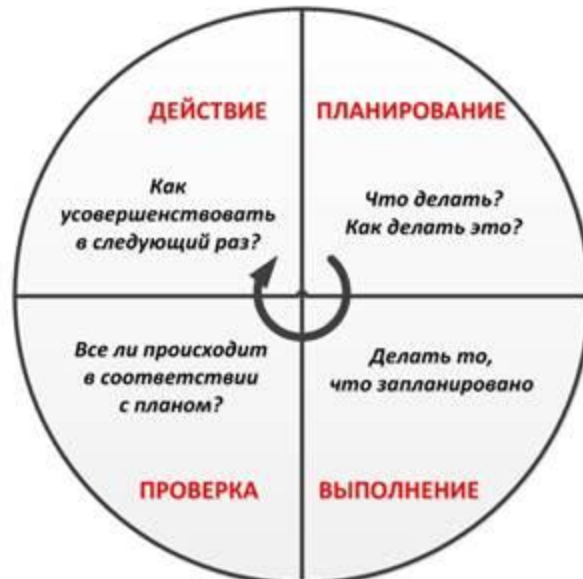 ДЕЙСТВИЕ
Как
усовершенствовать
в следующий раз?
ПЛАНИРОВАНИЕ
Что делать?
Как делать это?
Все ли происходит
в соответствии
с планом?
ПРОВЕРКА
Делать то,
что запланировано
ВЫПОЛНЕНИЕ